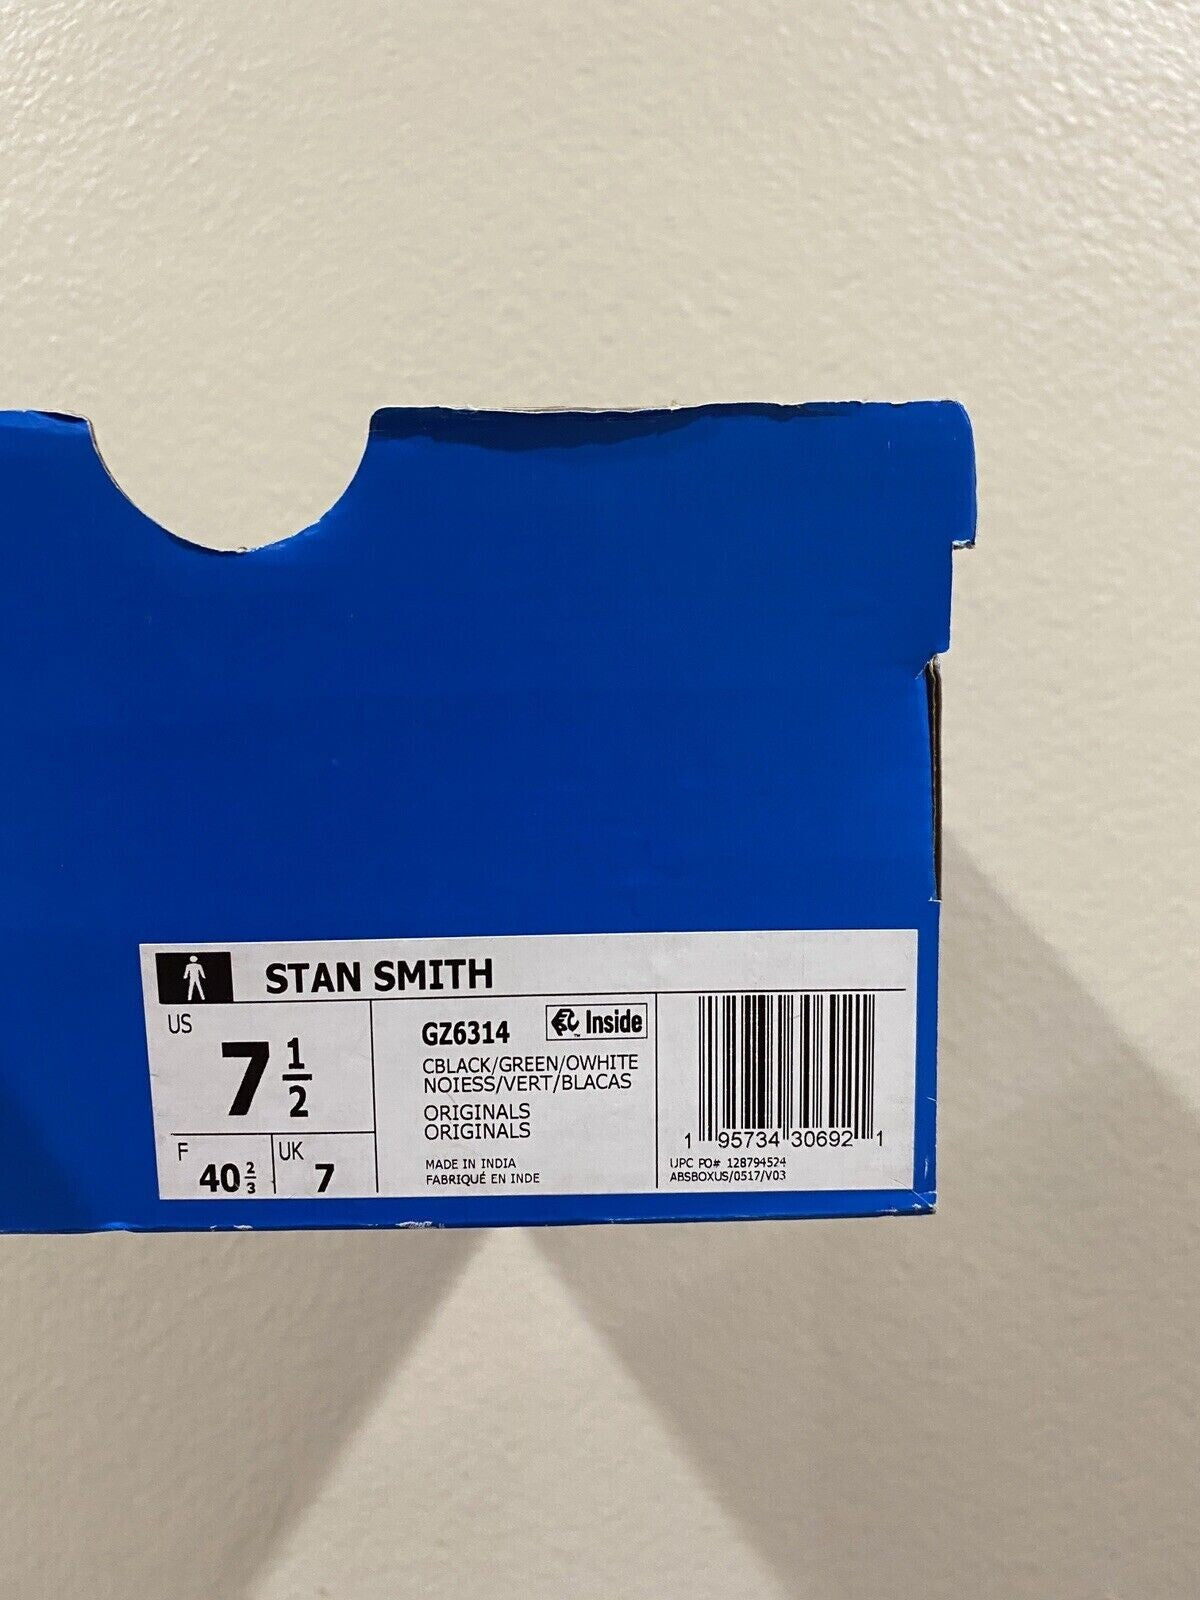 STAN SMITH
US
7 1/2
F
40 2/3
UK
7
GZ6314
Inside
CBLACK/GREEN/OWHITE
NOIESS/VERT/BLACAS
ORIGINALS
ORIGINALS
MADE IN INDIA
FABRIQUÉ EN INDE
1 95734 30692 1
UPC PO# 128794524
ABSBOXUS/0517/V03